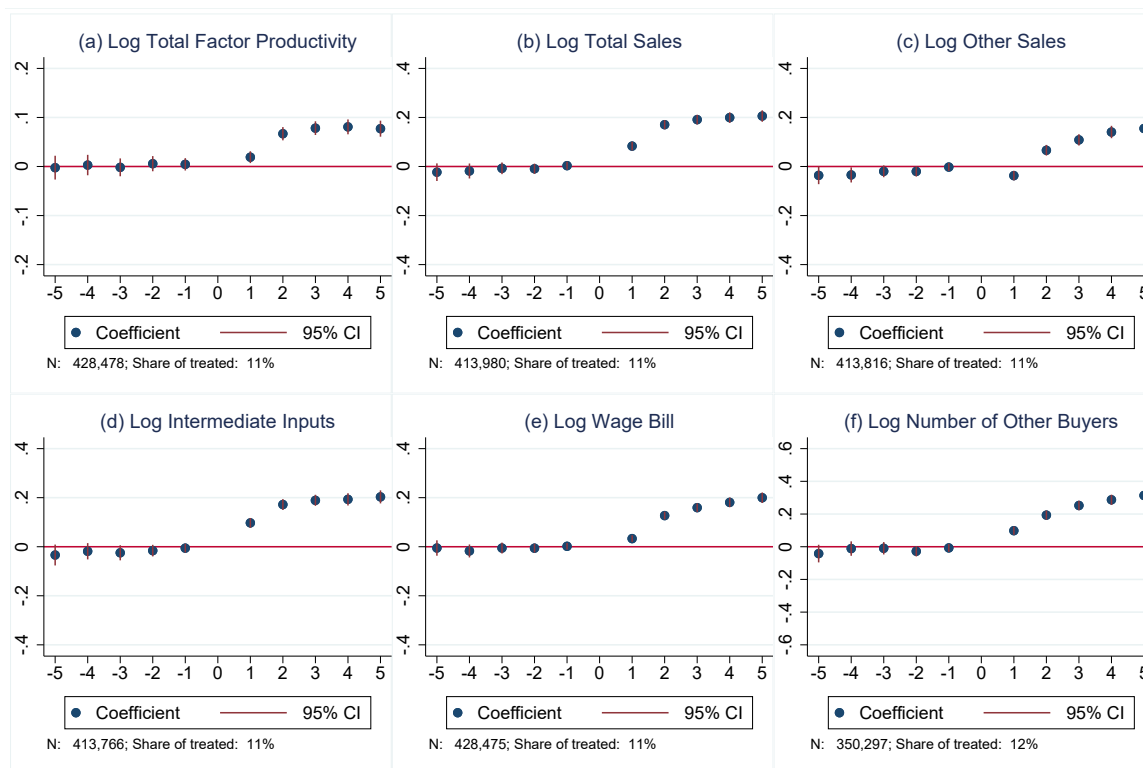 (a) Log Total Factor Productivity
.2
.1
0
-.1
-.2
-5 -4 -3 -2 -1 0 1 2 3 4 5
Coefficient 95% CI
N: 428,478; Share of treated: 11%
(b) Log Total Sales
.4
.2
0
-.2
-.4
-5 -4 -3 -2 -1 0 1 2 3 4 5
Coefficient 95% CI
N: 413,980; Share of treated: 11%
(c) Log Other Sales
.4
.2
0
-.2
-.4
-5 -4 -3 -2 -1 0 1 2 3 4 5
Coefficient 95% CI
N: 413,816; Share of treated: 11%
(d) Log Intermediate Inputs
.4
.2
0
-.2
-.4
-5 -4 -3 -2 -1 0 1 2 3 4 5
Coefficient 95% CI
N: 413,766; Share of treated: 11%
(e) Log Wage Bill
.4
.2
0
-.2
-.4
-5 -4 -3 -2 -1 0 1 2 3 4 5
Coefficient 95% CI
N: 428,475; Share of treated: 11%
(f) Log Number of Other Buyers
.6
.4
.2
0
-.2
-.4
-.6
-5 -4 -3 -2 -1 0 1 2 3 4 5
Coefficient 95% CI
N: 350,297; Share of treated: 12%